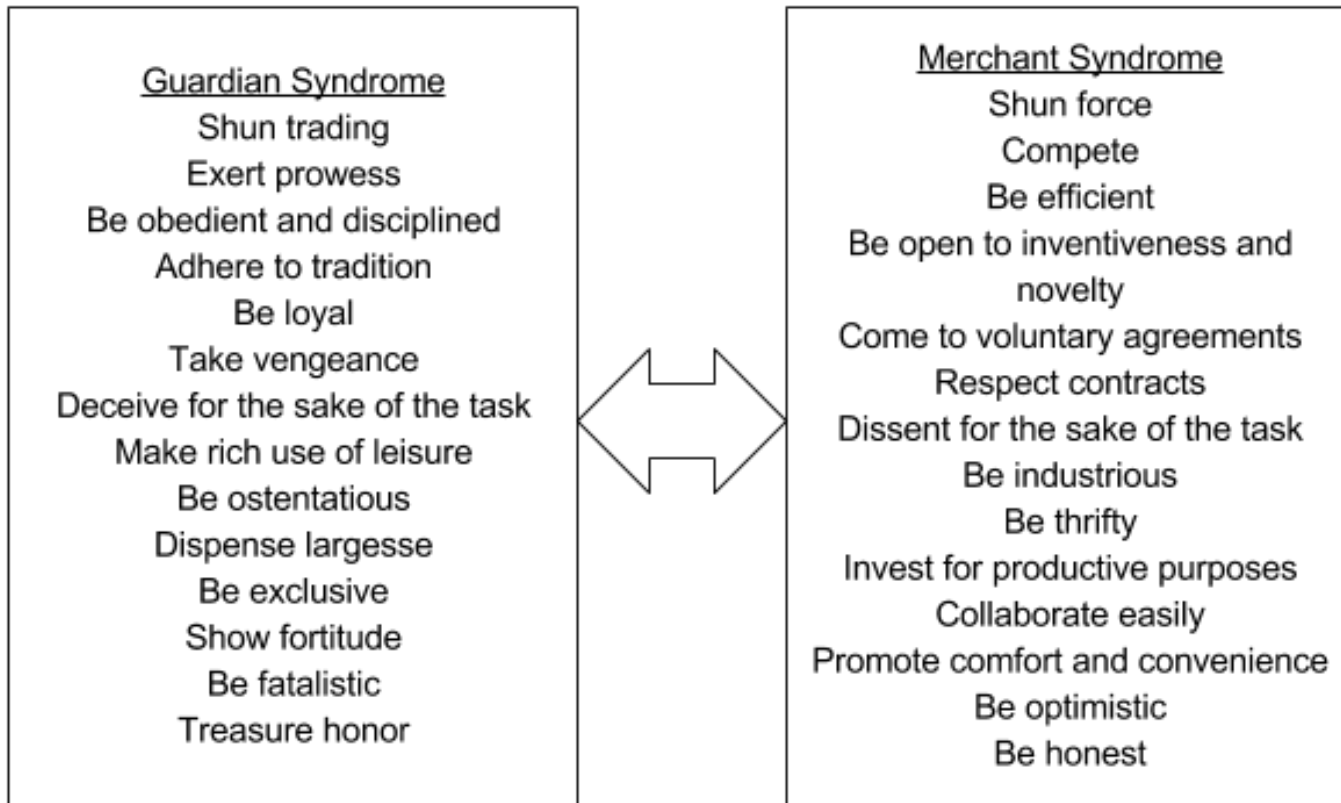 Guardian Syndrome
Shun trading
Exert prowess
Be obedient and disciplined
Adhere to tradition
Be loyal
Take vengeance
Deceive for the sake of the task
Make rich use of leisure
Be ostentatious
Dispense largesse
Be exclusive
Show fortitude
Be fatalistic
Treasure honor
Merchant Syndrome
Shun force
Compete
Be efficient
Be open to inventiveness and
novelty
Come to voluntary agreements
Respect contracts
Dissent for the sake of the task
Be industrious
Be thrifty
Invest for productive purposes
Collaborate easily
Promote comfort and convenience
Be optimistic
Be honest